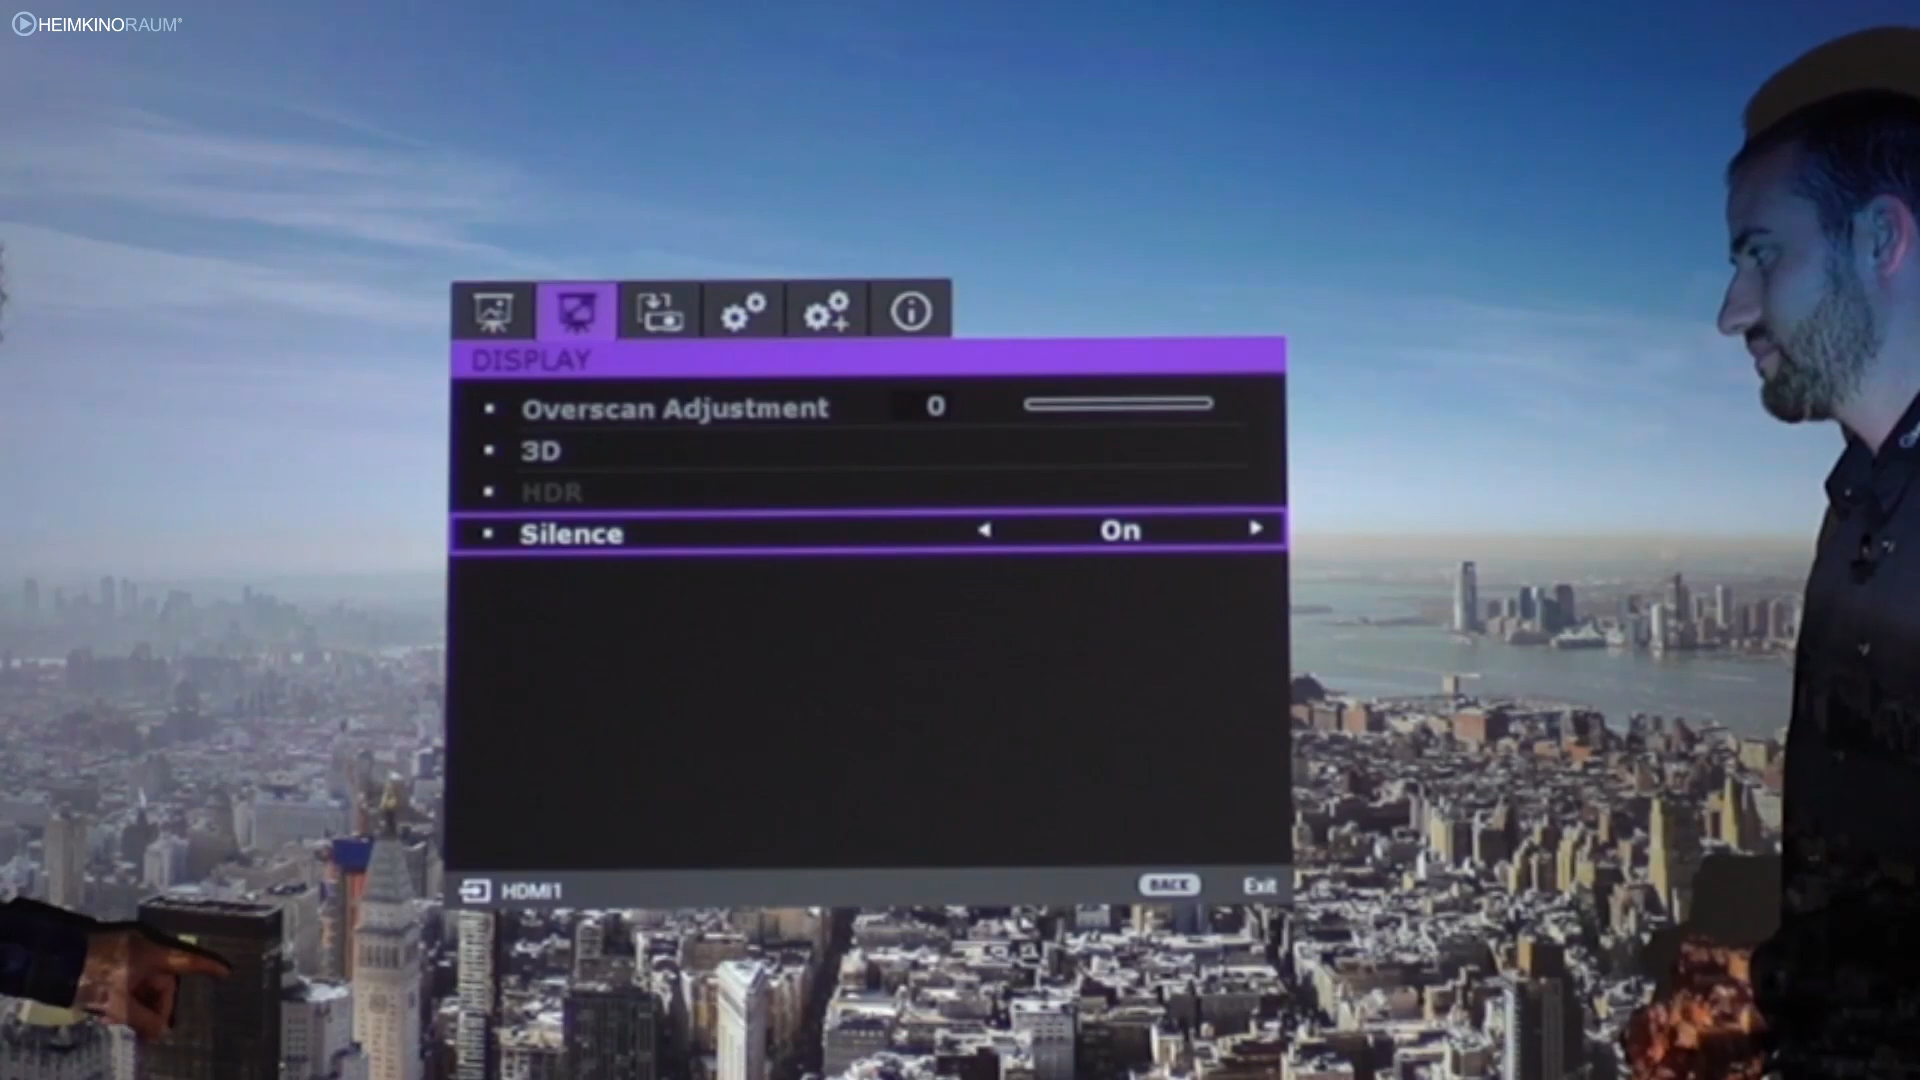 HEIMKINORAUM®
DISPLAY
Overscan Adjustment 0
3D
HDR
Silence On
HDMI1 BACK Exit